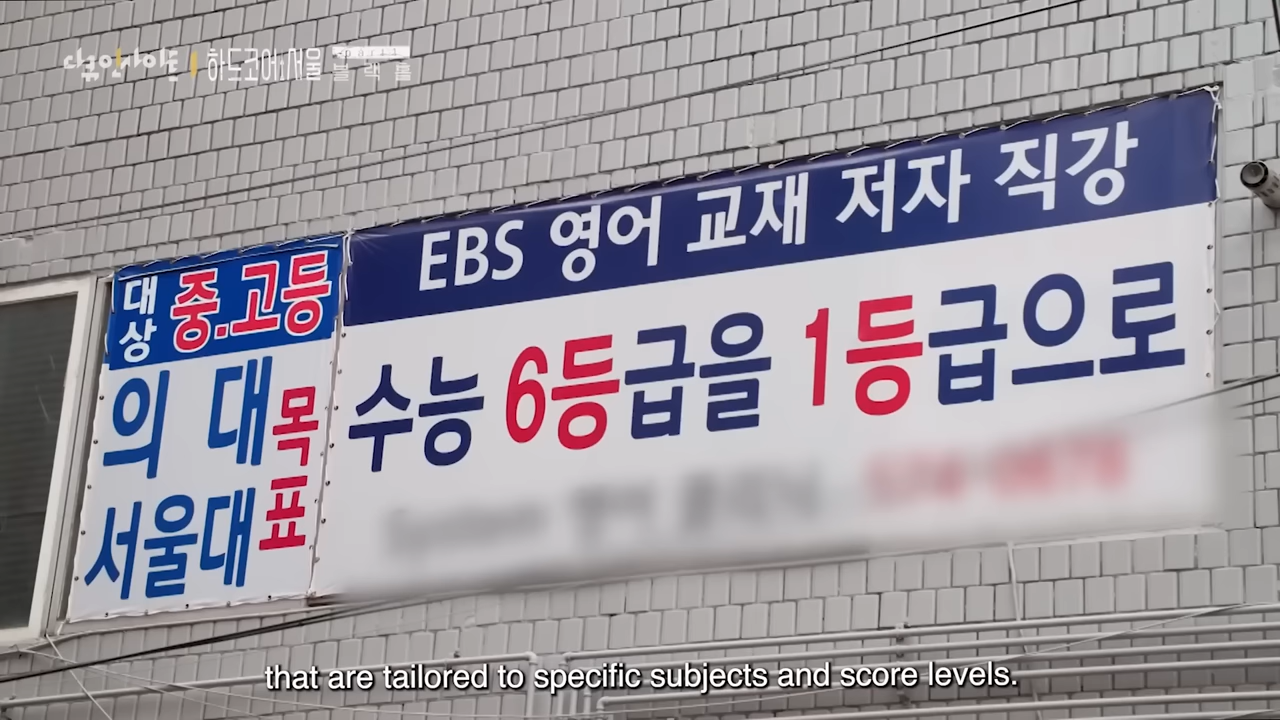 다큐인사이트 | 하드코어 서울 블랙홀
EBS 영어 교재 저자 직강
수능 6등급을 1등급으로
대상 중.고등
의대
서울대
목표
that are tailored to specific subjects and score levels.